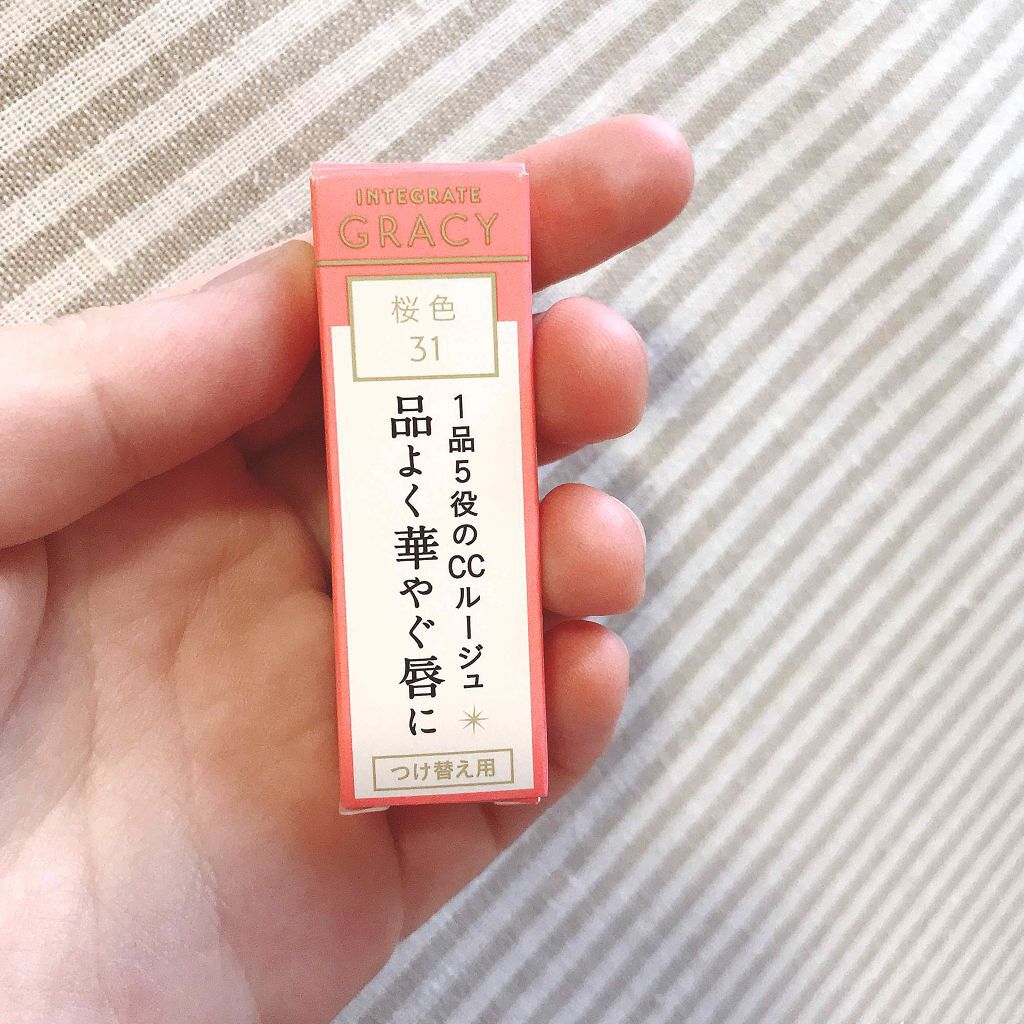 INTEGRATE
GRACY
桜色
31
1品5役のCCルージュ
品よく華やぐ唇に
つけ替え用